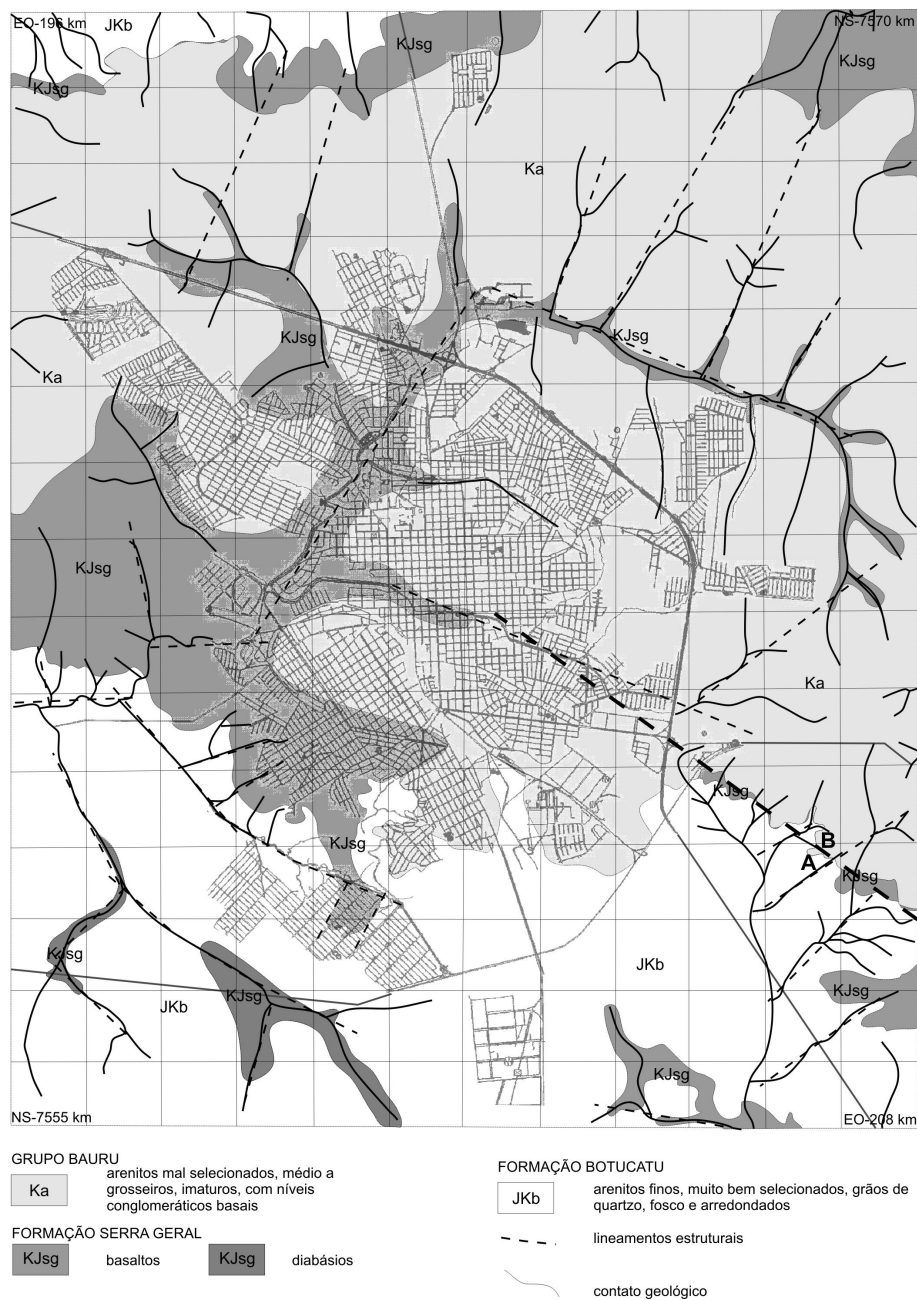 EO-196 km
JKb
KJsg
NS-7570 km
KJsg
KJsg
Ka
KJsg
KJsg
Ka
KJsg
Ka
KJsg
KJsg
B
A
KJsg
KJsg
JKb
KJsg
KJsg
JKb
KJsg
NS-7555 km
EO-208 km
GRUPO BAURU
Ka
arenitos mal selecionados, médio a
grosseiros, imaturos, com níveis
conglomeráticos basais
FORMAÇÃO SERRA GERAL
KJsg
basaltos
KJsg
diabásios
FORMAÇÃO BOTUCATU
JKb
arenitos finos, muito bem selecionados, grãos de
quartzo, fosco e arredondados
lineamentos estruturais
contato geológico